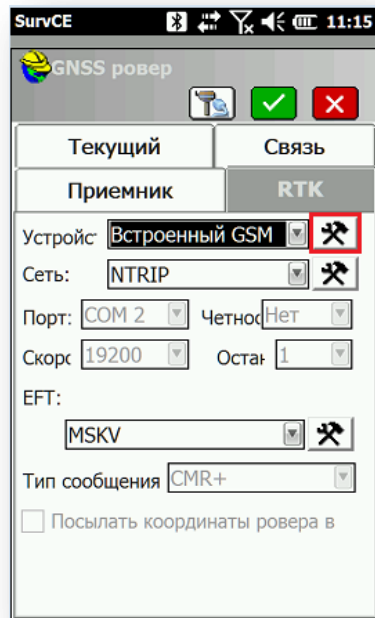 SurvCE 11:15
GNSS ровер
Текущий Связь
Приемник RTK
Устройс Встроенный GSM
Сеть: NTRIP
Порт: COM 2 Четнос Нет
Скоро 19200 Остан 1
EFT:
MSKV
Тип сообщения CMR+
Посылать координаты ровера в